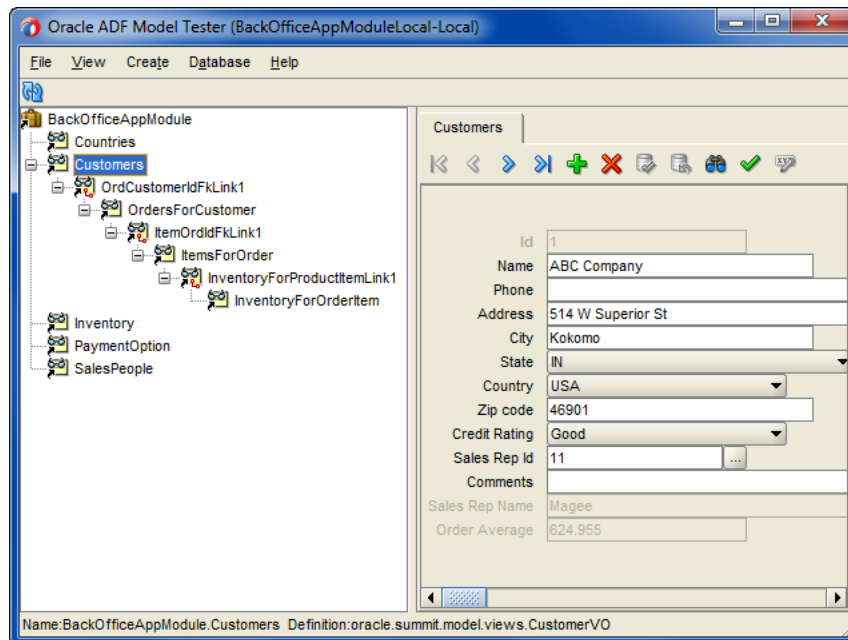 Oracle ADF Model Tester (BackOfficeAppModuleLocal-Local)
File View Create Database Help
BackOfficeAppModule
Countries
Customers
OrdCustomerIdFkLink1
OrdersForCustomer
ItemOrdIdFkLink1
ItemsForOrder
InventoryForProductItemLink1
InventoryForOrderItem
Inventory
PaymentOption
SalesPeople
Customers
Id 1
Name ABC Company
Phone
Address 514 W Superior St
City Kokomo
State IN
Country USA
Zip code 46901
Credit Rating Good
Sales Rep Id 11 ...
Comments
Sales Rep Name Magee
Order Average 624.955
Name:BackOfficeAppModule.Customers Definition:oracle.summit.model.views.CustomerVO